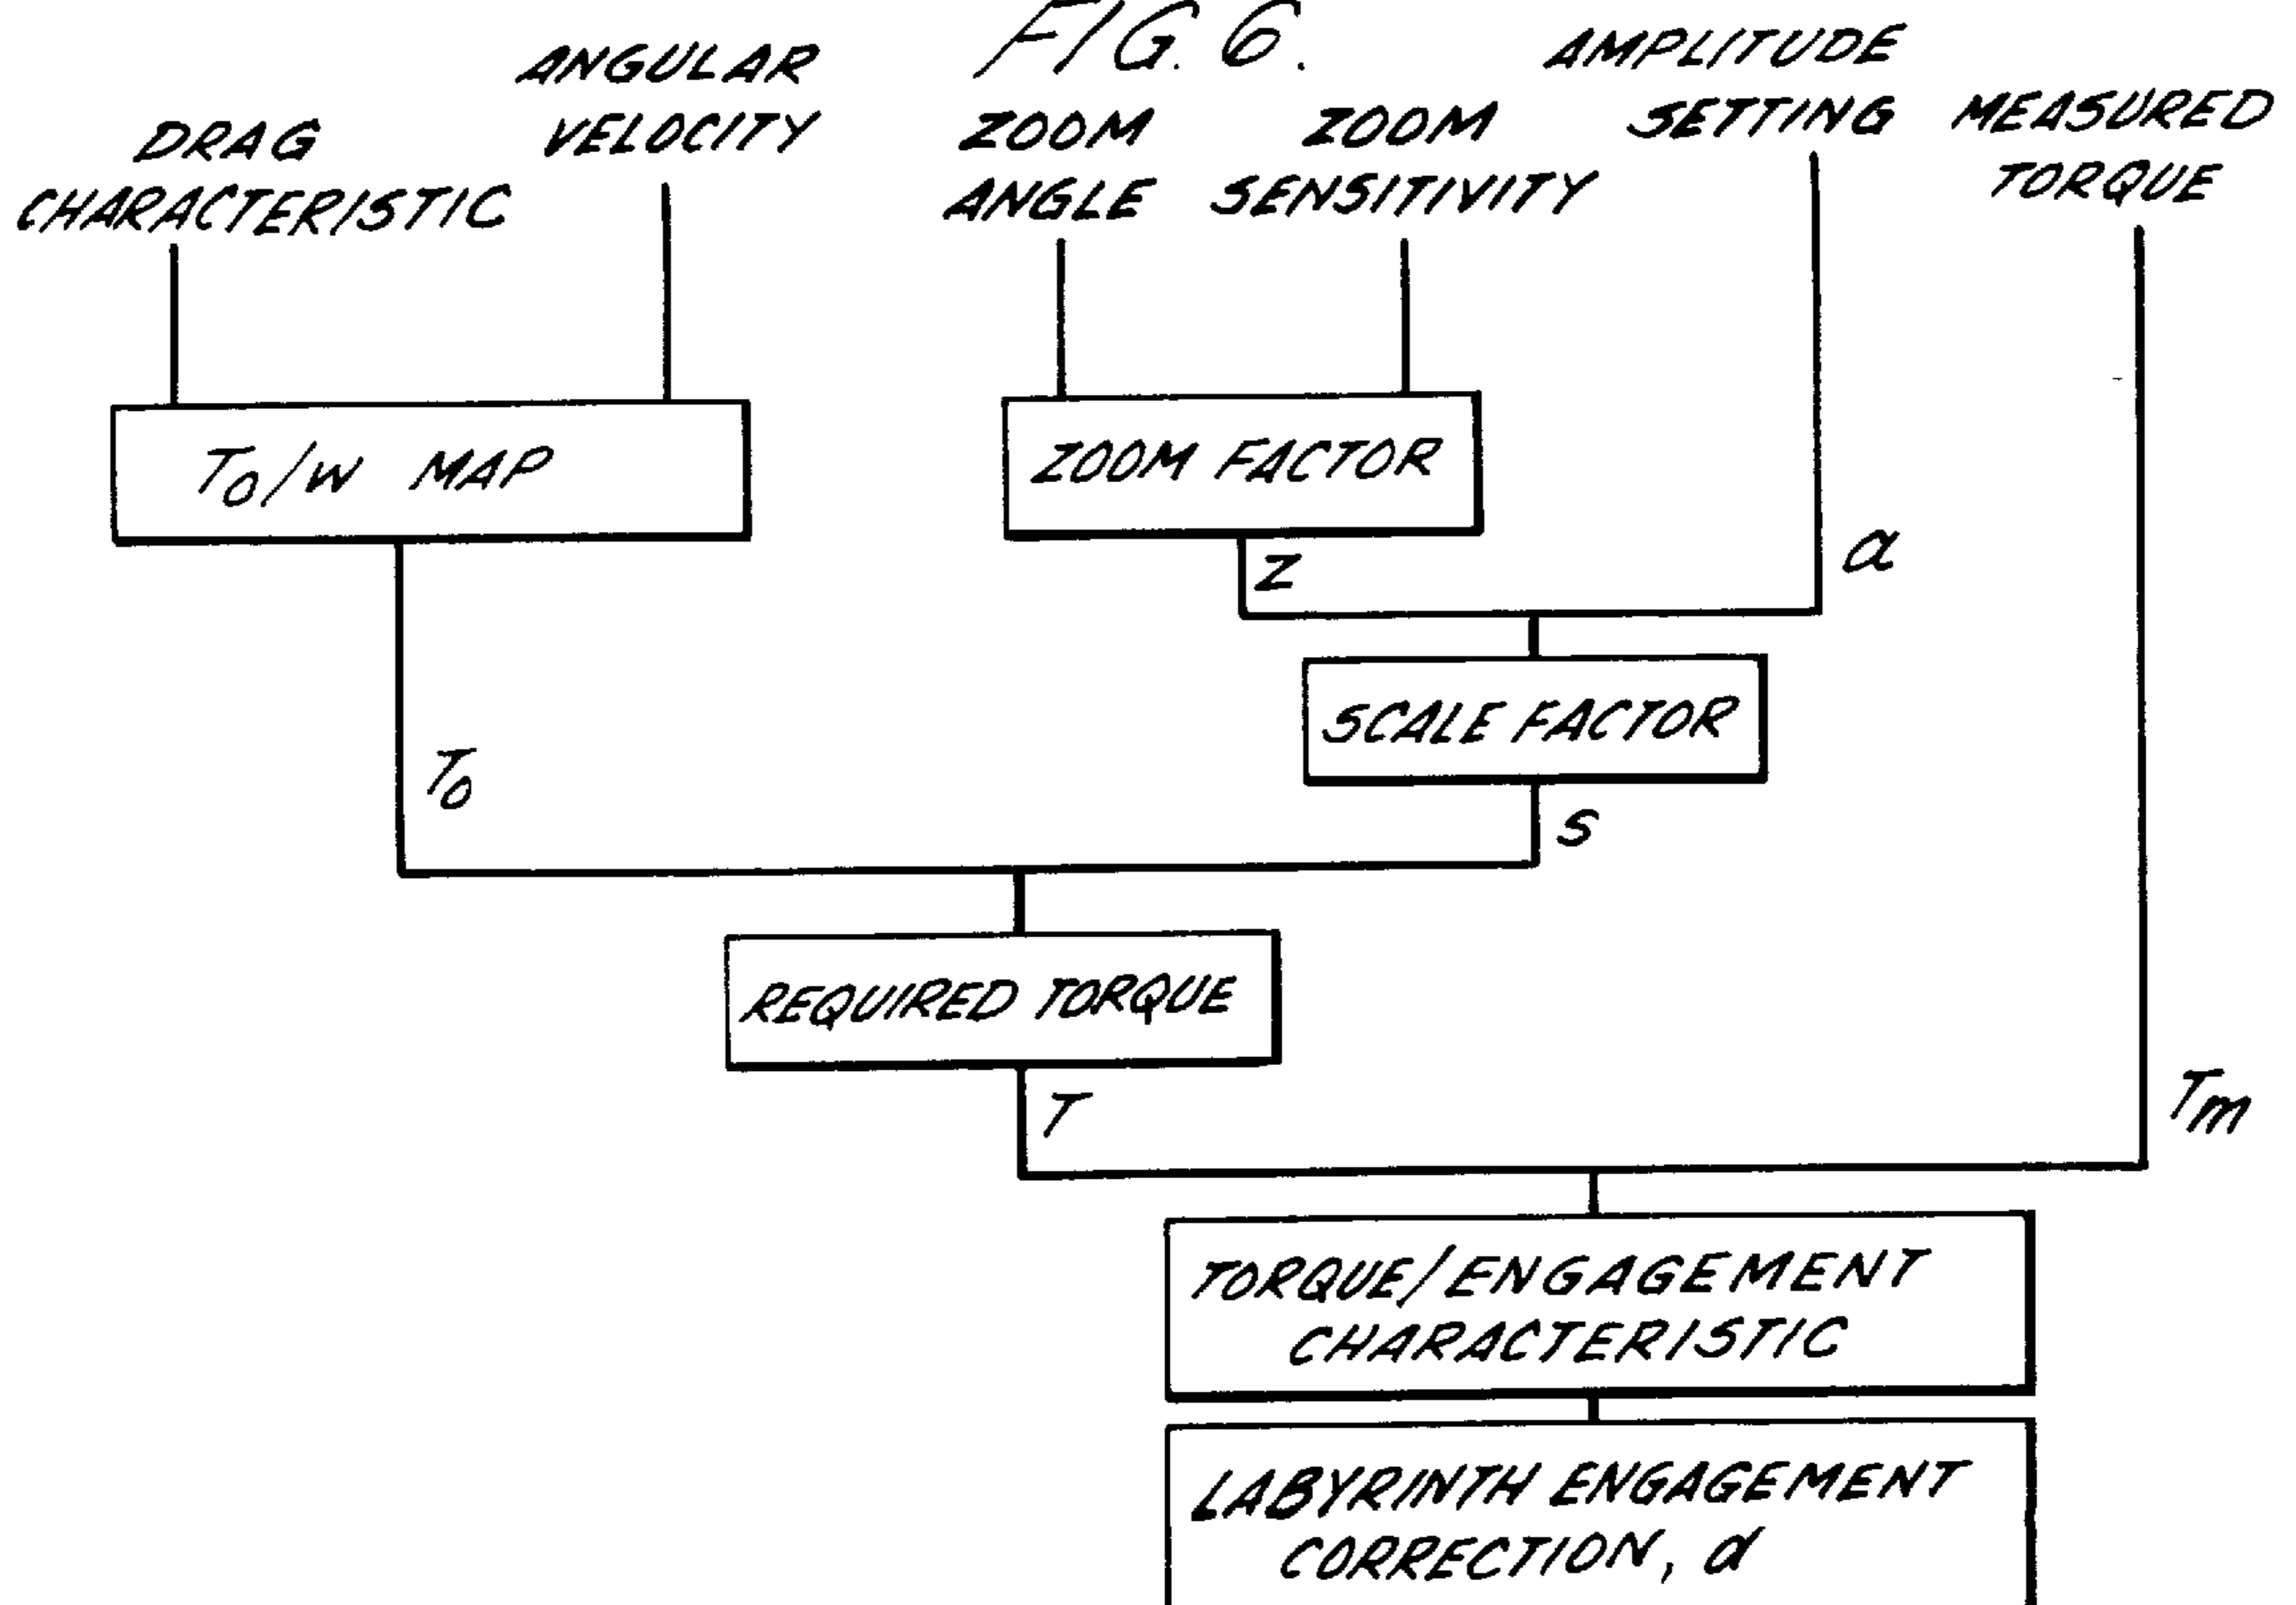 FIG. 6.
DRAG
CHARACTERISTIC
ANGULAR
VELOCITY
ZOOM
ANGLE
ZOOM
SENSITIVITY
AMPLITUDE
SETTING
MEASURED
TORQUE
T₀/W MAP
ZOOM FACTOR
Z
a
SCALE FACTOR
T₀
S
REQUIRED TORQUE
T
Tm
TORQUE/ENGAGEMENT
CHARACTERISTIC
LABYRINTH ENGAGEMENT
CORRECTION, d